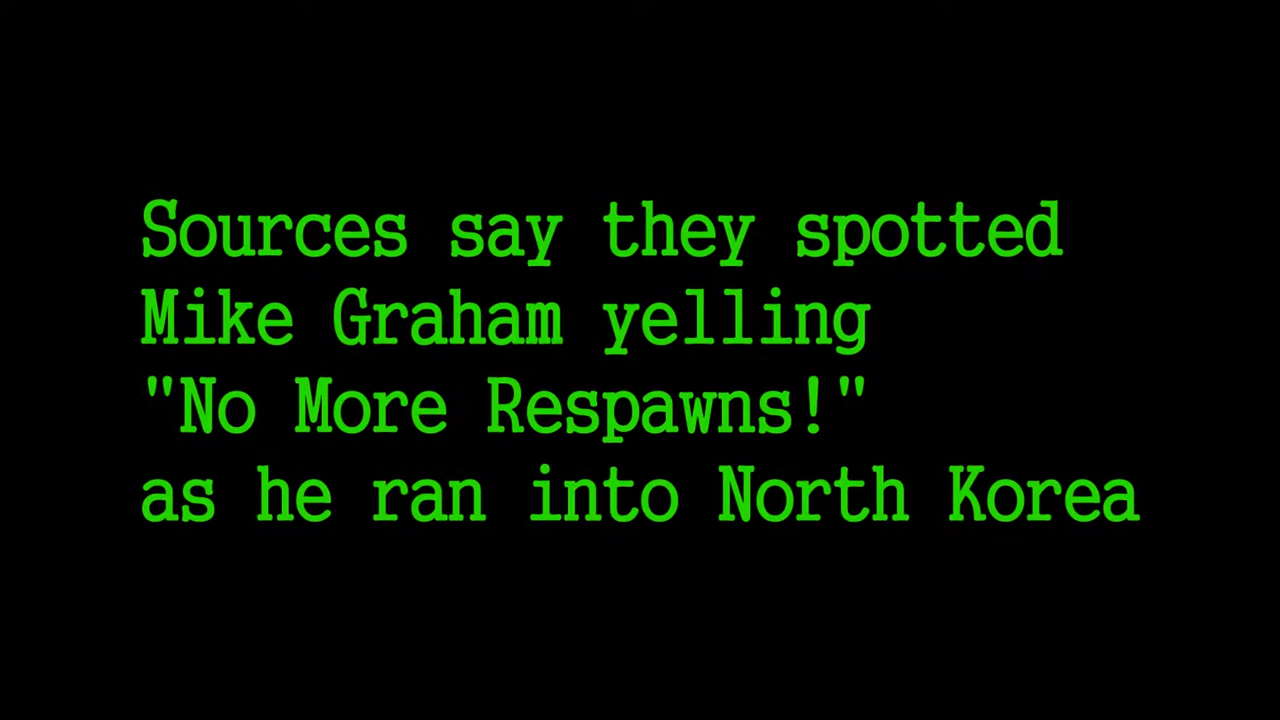 Sources say they spotted
Mike Graham yelling
"No More Respawns!"
as he ran into North Korea